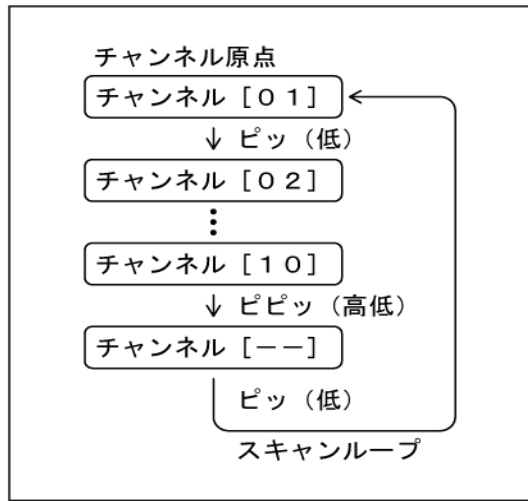 チャンネル原点
チャンネル［０１］
ピッ（低）
チャンネル［０２］
チャンネル［１０］
ピピッ（高低）
チャンネル［－－］
ピッ（低）
スキャンループ